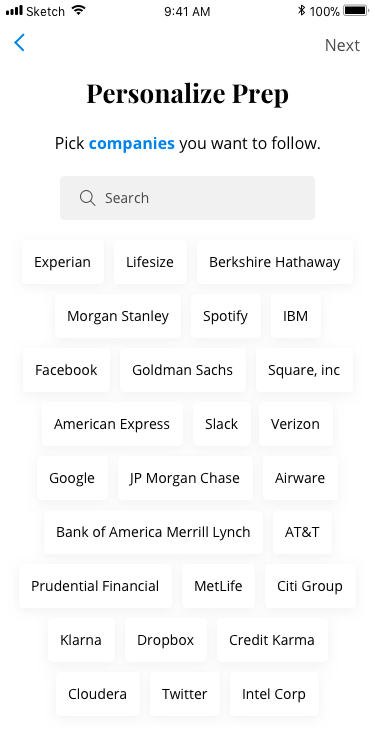 Sketch 9:41 AM 100%
Next
Personalize Prep
Pick companies you want to follow.
Search
Experian Lifesize Berkshire Hathaway
Morgan Stanley Spotify IBM
Facebook Goldman Sachs Square, inc
American Express Slack Verizon
Google JP Morgan Chase Airware
Bank of America Merrill Lynch AT&T
Prudential Financial MetLife Citi Group
Klarna Dropbox Credit Karma
Cloudera Twitter Intel Corp